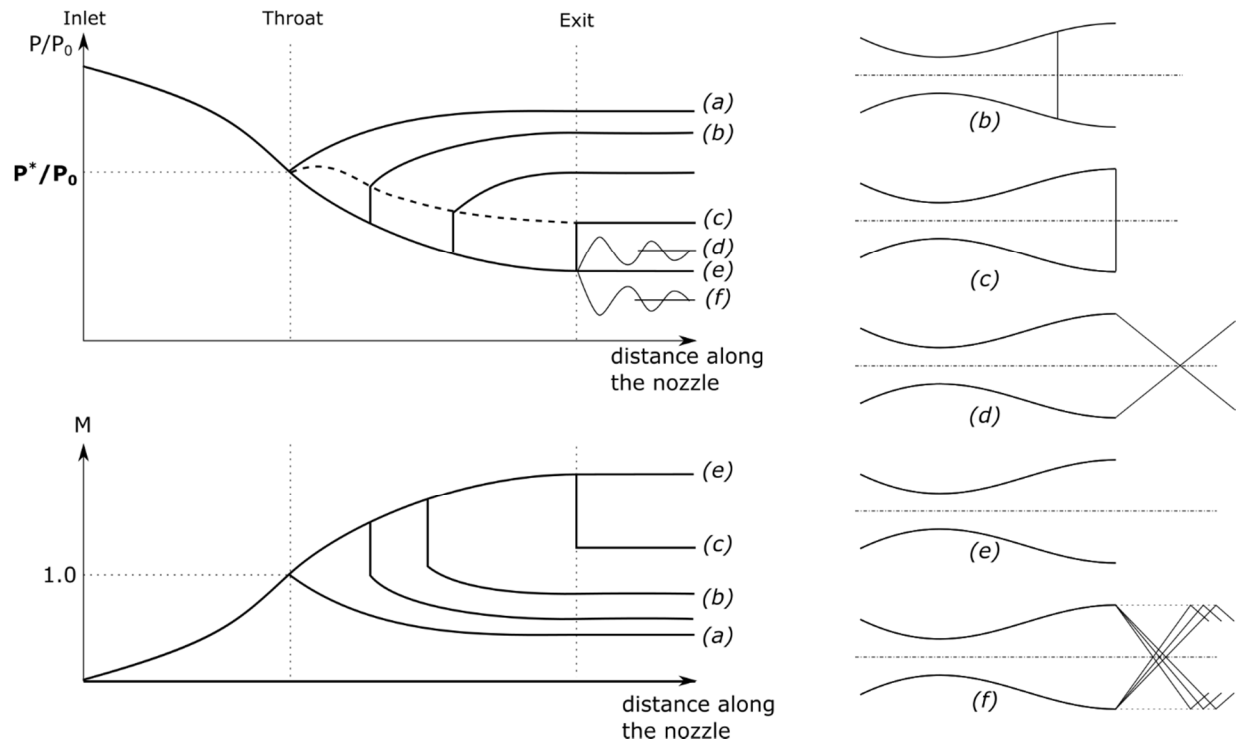 Inlet
Throat
Exit
P/P₀
(a)
(b)
P*/P₀
(c)
(d)
(e)
(f)
distance along
the nozzle
M
(e)
(c)
1.0
(b)
(a)
distance along
the nozzle
(b)
(c)
(d)
(e)
(f)